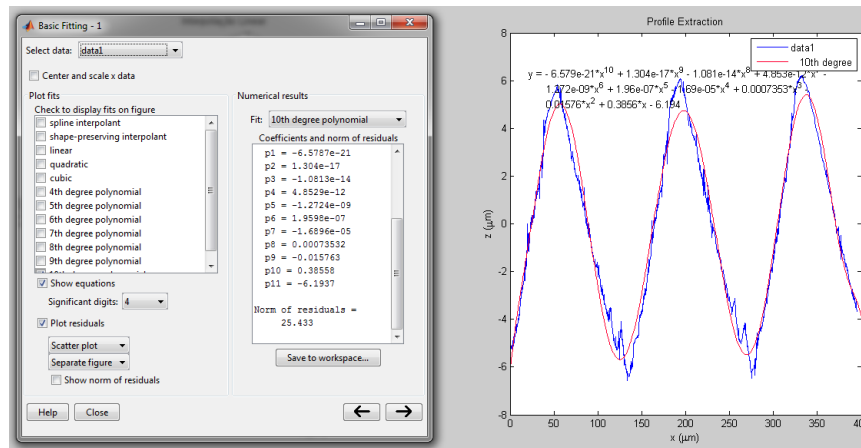 Basic Fitting - 1
Select data: data1
Center and scale x data
Plot fits
Check to display fits on figure
spline interpolant
shape-preserving interpolant
linear
quadratic
cubic
4th degree polynomial
5th degree polynomial
6th degree polynomial
7th degree polynomial
8th degree polynomial
9th degree polynomial
Show equations
Significant digits: 4
Plot residuals
Scatter plot
Separate figure
Show norm of residuals
Help
Close
Numerical results
Fit: 10th degree polynomial
Coefficients and norm of residuals
p1 = -6.5787e-21
p2 = 1.304e-17
p3 = -1.0813e-14
p4 = 4.8529e-12
p5 = -1.2724e-09
p6 = 1.9598e-07
p7 = -1.6896e-05
p8 = 0.00073532
p9 = -0.015763
p10 = 0.38558
p11 = -6.1937
Norm of residuals =
25.433
Save to workspace...
Profile Extraction
data1
10th degree
y = - 6.579e-21*x^10 + 1.304e-17*x^9 - 1.081e-14*x^8 + 4.853e-12*x
1.272e-09*x^6 + 1.96e-07*x^5 - 1.69e-05*x^4 + 0.0007353*x^3
0.01576*x^2 + 0.3856*x - 6.194
8
6
4
2
0
-2
-4
-6
-8
z (µm)
0 50 100 150 200 250 300 350
x (µm)